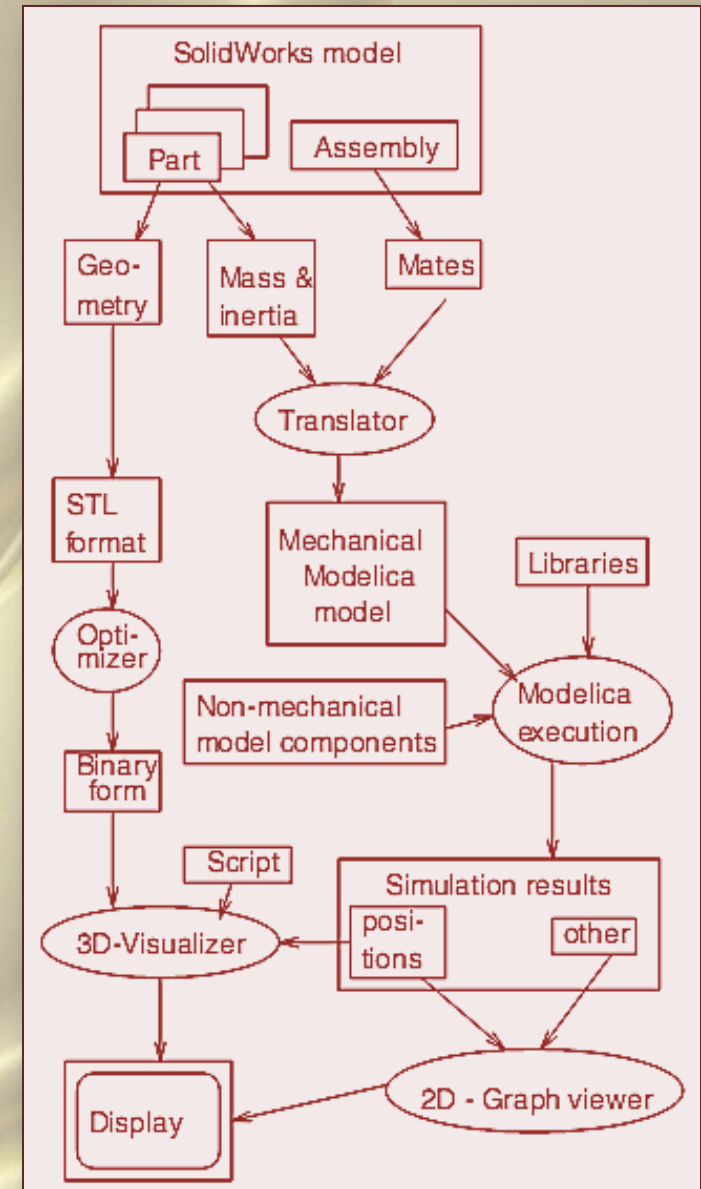 SolidWorks model
Part
Assembly
Geo-
metry
Mass &
inertia
Mates
Translator
STL
format
Mechanical
Modelica
model
Libraries
Opti-
mizer
Non-mechanical
model components
Modelica
execution
Binary
form
Script
Simulation results
posi-
tions
other
3D-Visualizer
Display
2D - Graph viewer